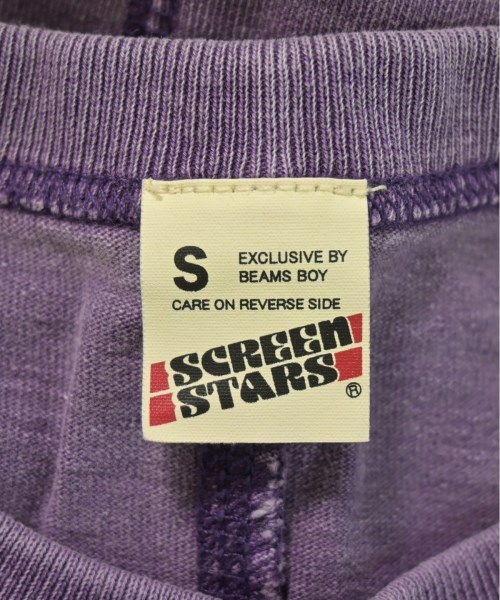 S
EXCLUSIVE BY
BEAMS BOY
CARE ON REVERSE SIDE
SCREEN
STARS
®